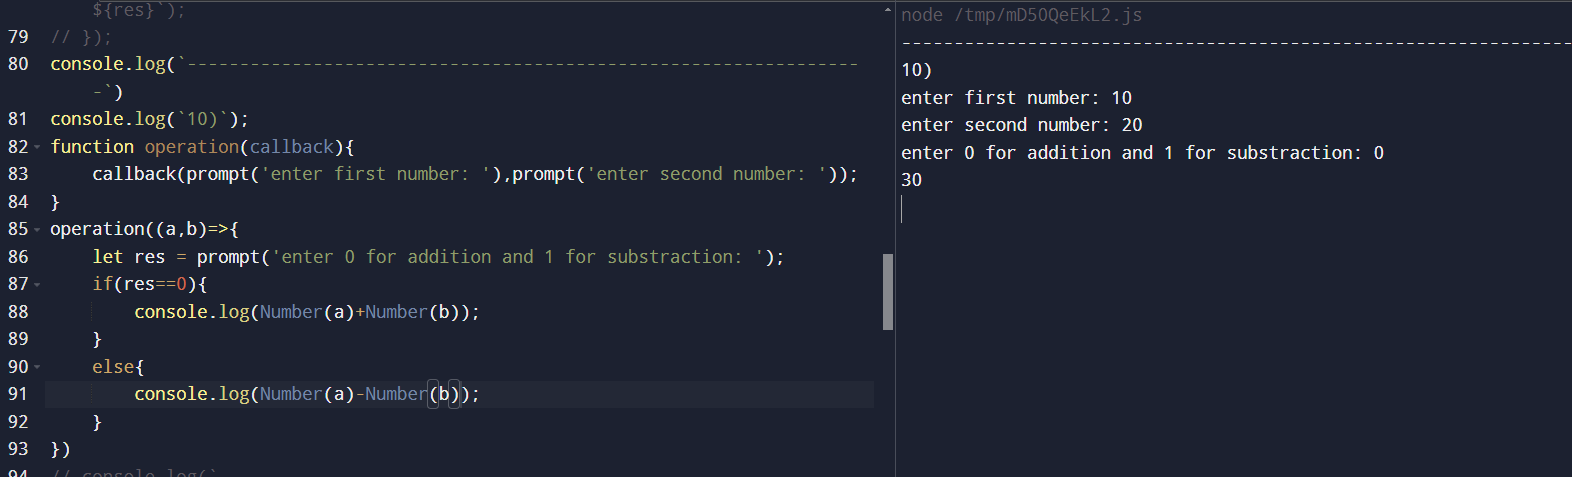 ${res}`);
79 // });
80 console.log(`----------------------------------------------------------------
-`)
81 console.log(`10)`);
82 function operation(callback){
83 callback(prompt('enter first number: '),prompt('enter second number: '));
84 }
85 operation((a,b)=>{
86 let res = prompt('enter 0 for addition and 1 for substraction: ');
87 if(res==0){
88 console.log(Number(a)+Number(b));
89 }
90 else{
91 console.log(Number(a)-Number(b));
92 }
93 })
94 // console.log(`
node /tmp/mD50QeEkL2.js
----------------------------------------------------------------
10)
enter first number: 10
enter second number: 20
enter 0 for addition and 1 for substraction: 0
30